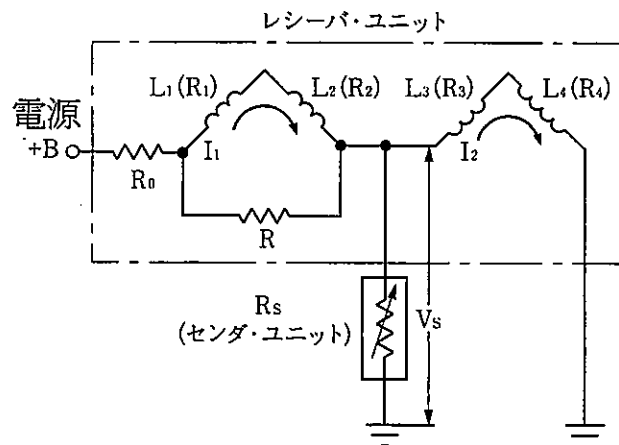 レシーバ・ユニット
L₁(R₁)
L₂(R₂)
L₃(R₃)
L₄(R₄)
電源
+B
R₀
I₁
I₂
R
Rs
(センダ・ユニット)
Vs